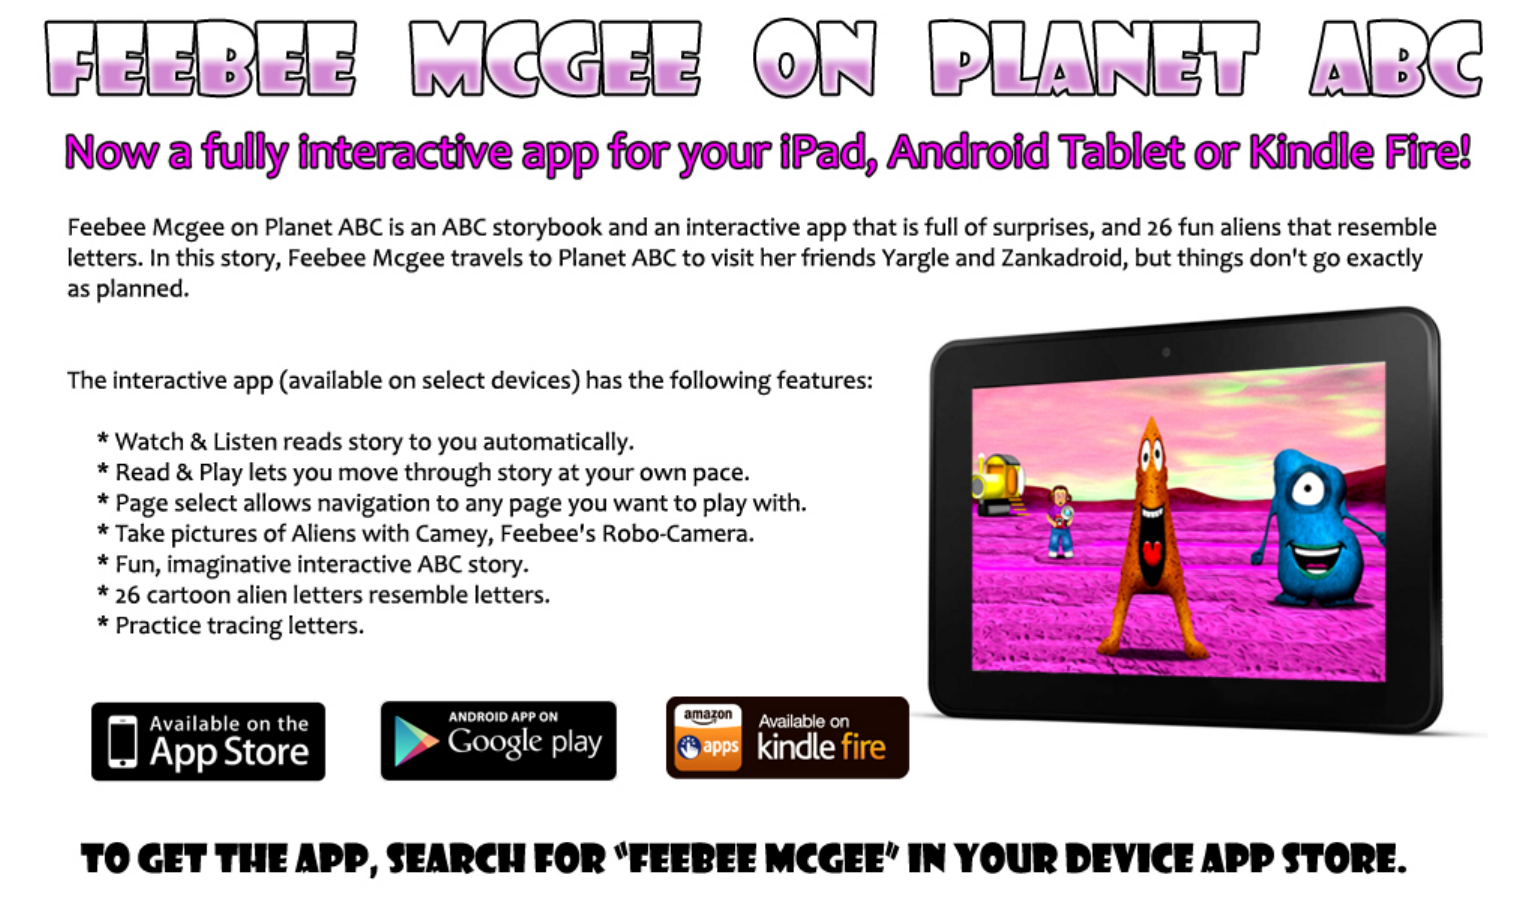 FEEBEE MCGEE ON PLANET ABC
Now a fully interactive app for your iPad, Android Tablet or Kindle Fire!
Feebee Mcgee on Planet ABC is an ABC storybook and an interactive app that is full of surprises, and 26 fun aliens that resemble
letters. In this story, Feebee Mcgee travels to Planet ABC to visit her friends Yargle and Zankadroid, but things don't go exactly
as planned.
The interactive app (available on select devices) has the following features:
* Watch & Listen reads story to you automatically.
* Read & Play lets you move through story at your own pace.
* Page select allows navigation to any page you want to play with.
* Take pictures of Aliens with Camey, Feebee's Robo-Camera.
* Fun, imaginative interactive ABC story.
* 26 cartoon alien letters resemble letters.
* Practice tracing letters.
Available on the
App Store
ANDROID APP ON
Google play
amazon
apps
Available on
kindle fire
TO GET THE APP, SEARCH FOR "FEEBEE MCGEE" IN YOUR DEVICE APP STORE.